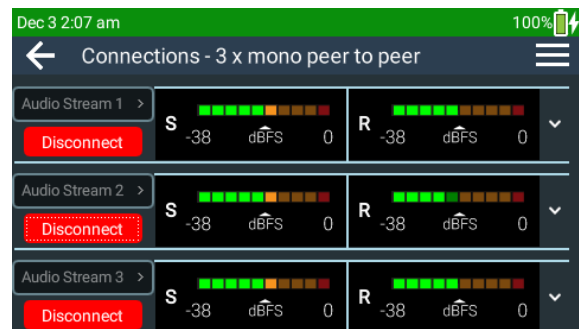 Dec 3 2:07 am 100%
Connections - 3 x mono peer to peer
Audio Stream 1 >
Disconnect
S -38 dBFS 0
R -38 dBFS 0
Audio Stream 2 >
Disconnect
S -38 dBFS 0
R -38 dBFS 0
Audio Stream 3 >
Disconnect
S -38 dBFS 0
R -38 dBFS 0